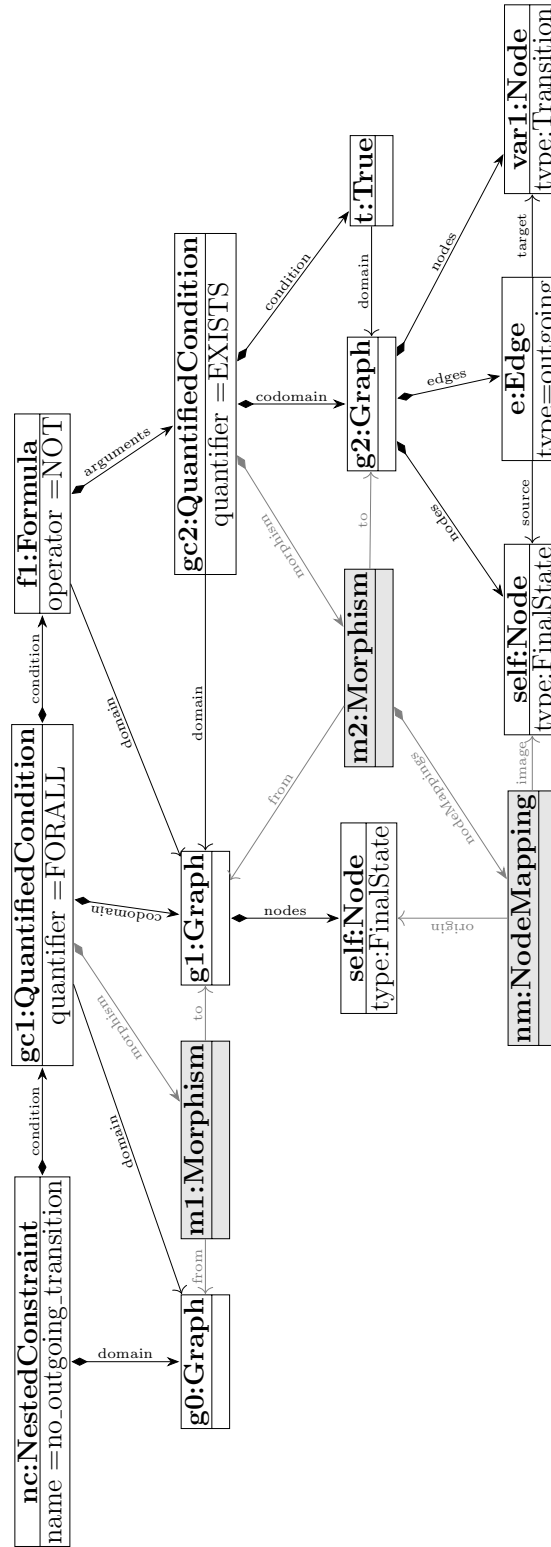 nc:NestedConstraint
name =no_outgoing_transition
condition
gc1:QuantifiedCondition
quantifier =FORALL
condition
f1:Formula
operator =NOT
domain
domain
morphism
codomain
domain
arguments
g0:Graph
from
m1:Morphism
to
g1:Graph
domain
gc2:QuantifiedCondition
quantifier =EXISTS
nodes
from
morphism
codomain
condition
self:Node
type:FinalState
m2:Morphism
to
g2:Graph
domain
t:True
origin
nodeMappings
nodes
edges
nodes
nm:NodeMapping
image
self:Node
type:FinalState
source
e:Edge
type=outgoing
target
var1:Node
type:Transition